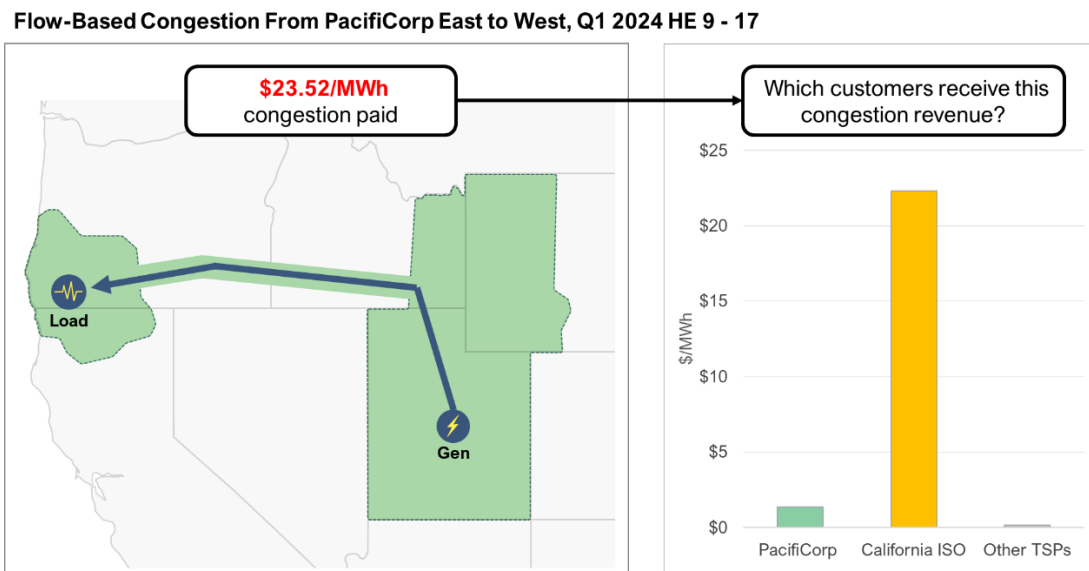 Flow-Based Congestion From PacifiCorp East to West, Q1 2024 HE 9 - 17
$23.52/MWh
congestion paid
Which customers receive this
congestion revenue?
Load
Gen
$/MWh
$25
$20
$15
$10
$5
$0
PacifiCorp
California ISO
Other TSPs